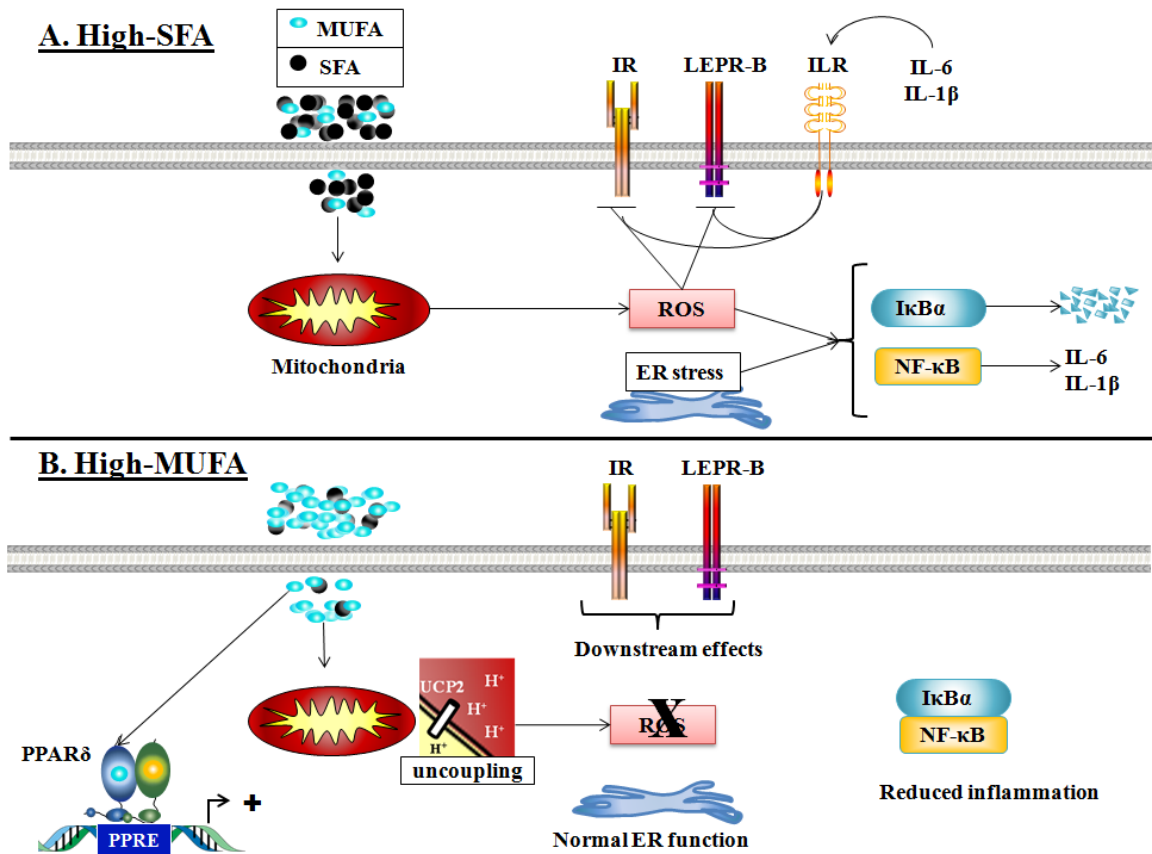 A. High-SFA
MUFA
SFA
IR
LEPR-B
ILR
IL-6
IL-1β
Mitochondria
ROS
ER stress
IκBα
NF-κB
IL-6
IL-1β
B. High-MUFA
IR
LEPR-B
Downstream effects
UCP2
H⁺
H⁺
H⁺
H⁺
uncoupling
ROS
X
IκBα
NF-κB
Reduced inflammation
Normal ER function
PPARδ
+
PPRE